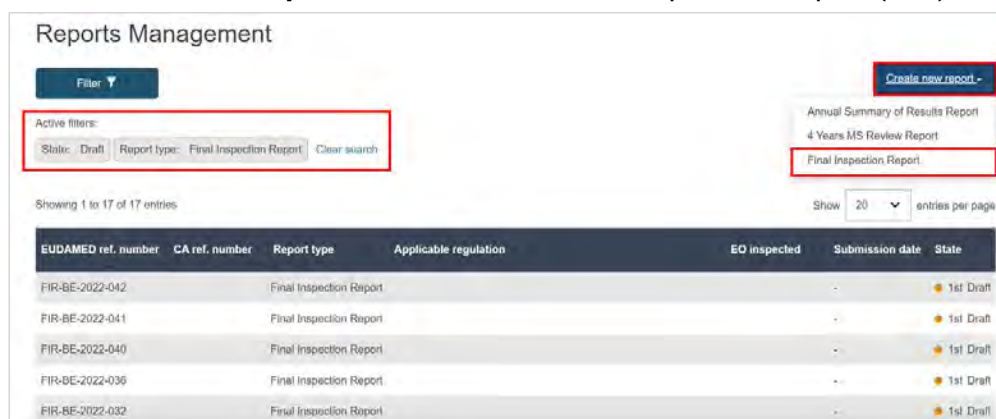 Reports Management
Filter
Create new report
Active filters:
State: Draft Report type: Final Inspection Report Clear search
Annual Summary of Results Report
4 Years MS Review Report
Final Inspection Report
Showing 1 to 17 of 17 entries
Show 20 entries per page
EUDAMED ref. number CA ref. number Report type Applicable regulation EO inspected Submission date State
FIR-BE-2022-042 Final Inspection Report - 1st Draft
FIR-BE-2022-041 Final Inspection Report - 1st Draft
FIR-BE-2022-040 Final Inspection Report - 1st Draft
FIR-BE-2022-036 Final Inspection Report - 1st Draft
FIR-BE-2022-032 Final Inspection Report - 1st Draft